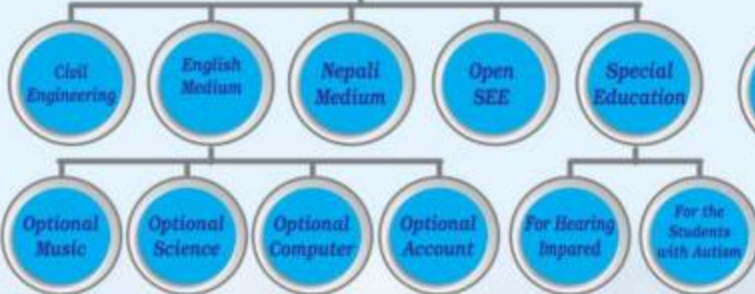 Civil
Engineering
English
Medium
Nepali
Medium
Open
SEE
Special
Education
Optional
Music
Optional
Science
Optional
Computer
Optional
Account
For Hearing
Impared
For the
Students
with Autism